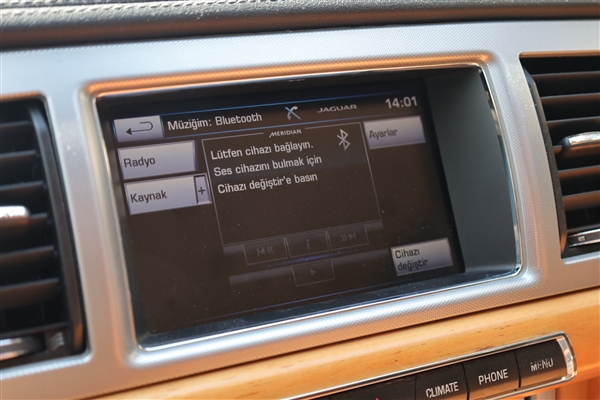 Müziğim: Bluetooth
JAGUAR
14:01
MERIDIAN
Radyo
Ayarlar
Lütfen cihazı bağlayın.
Ses cihazını bulmak için
Cihazı değiştir'e basın
Kaynak +
Cihazı
değiştir
CLIMATE
PHONE
MENU